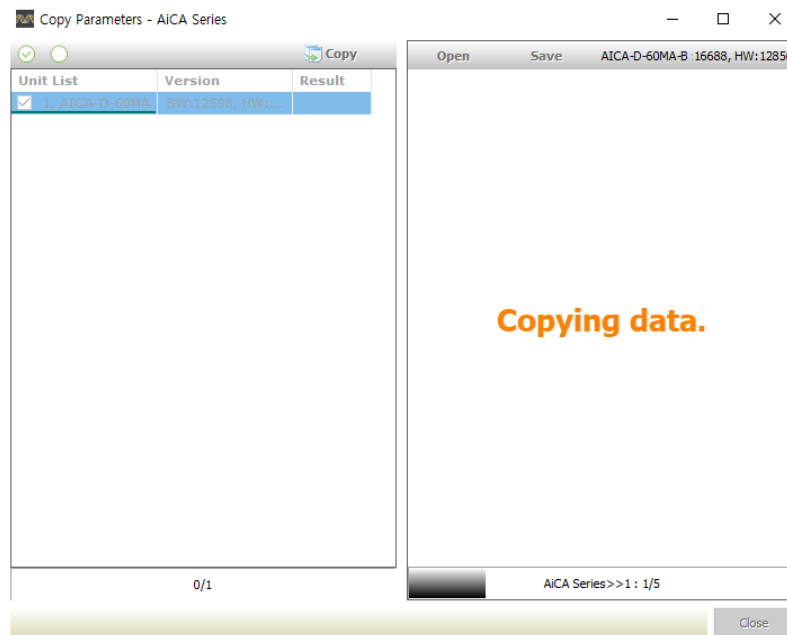 Copy Parameters - AiCA Series
Copy
Open Save AICA-D-60MA-B :16688, HW:1285
Unit List Version Result
1, AICA-D-60MA SW:12598, HW:...
Copying data.
0/1
AiCA Series>>1 : 1/5
Close